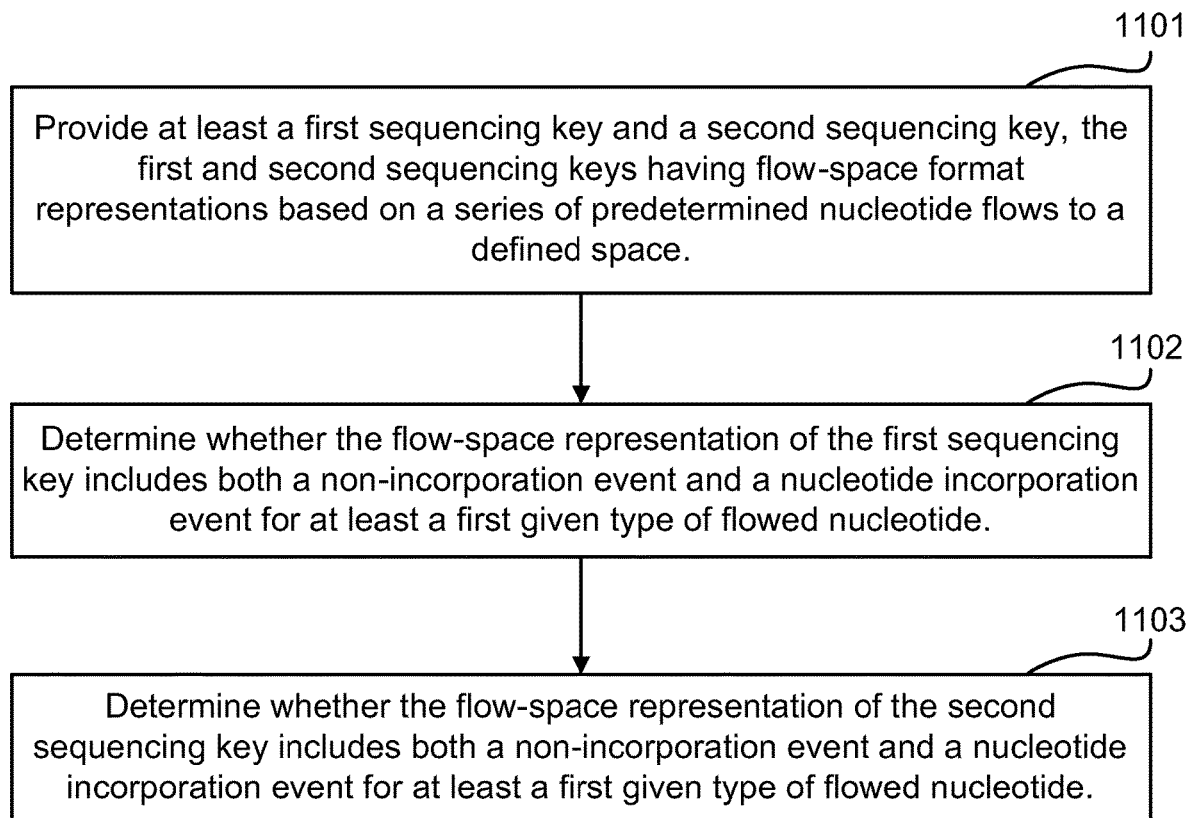 1101
Provide at least a first sequencing key and a second sequencing key, the
first and second sequencing keys having flow-space format
representations based on a series of predetermined nucleotide flows to a
defined space.
1102
Determine whether the flow-space representation of the first sequencing
key includes both a non-incorporation event and a nucleotide incorporation
event for at least a first given type of flowed nucleotide.
1103
Determine whether the flow-space representation of the second
sequencing key includes both a non-incorporation event and a nucleotide
incorporation event for at least a first given type of flowed nucleotide.